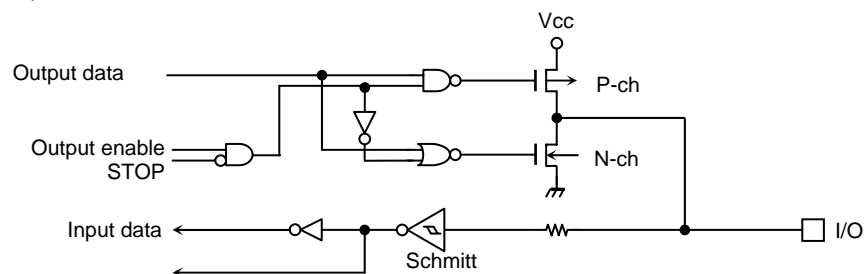 Vcc
Output data
P-ch
Output enable
STOP
N-ch
Input data
I/O
Schmitt